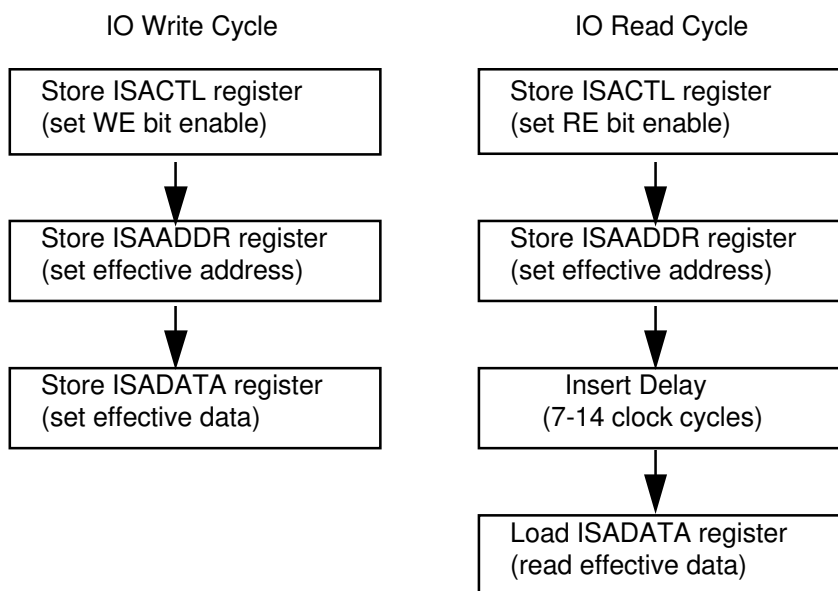 IO Write Cycle
Store ISACTL register
(set WE bit enable)
Store ISAADDR register
(set effective address)
Store ISADATA register
(set effective data)
IO Read Cycle
Store ISACTL register
(set RE bit enable)
Store ISAADDR register
(set effective address)
Insert Delay
(7-14 clock cycles)
Load ISADATA register
(read effective data)